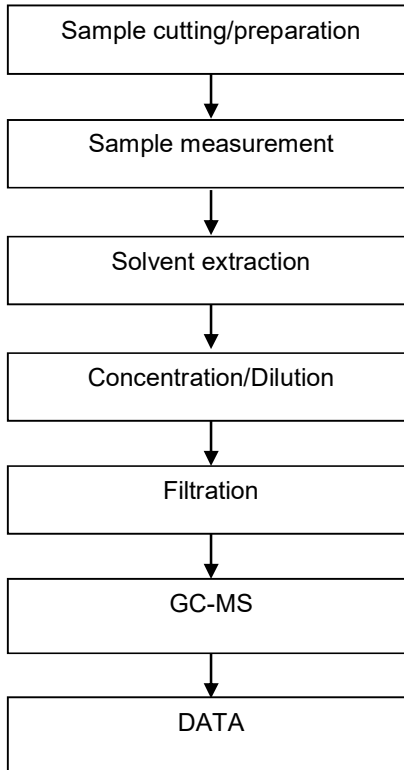 Sample cutting/preparation
Sample measurement
Solvent extraction
Concentration/Dilution
Filtration
GC-MS
DATA